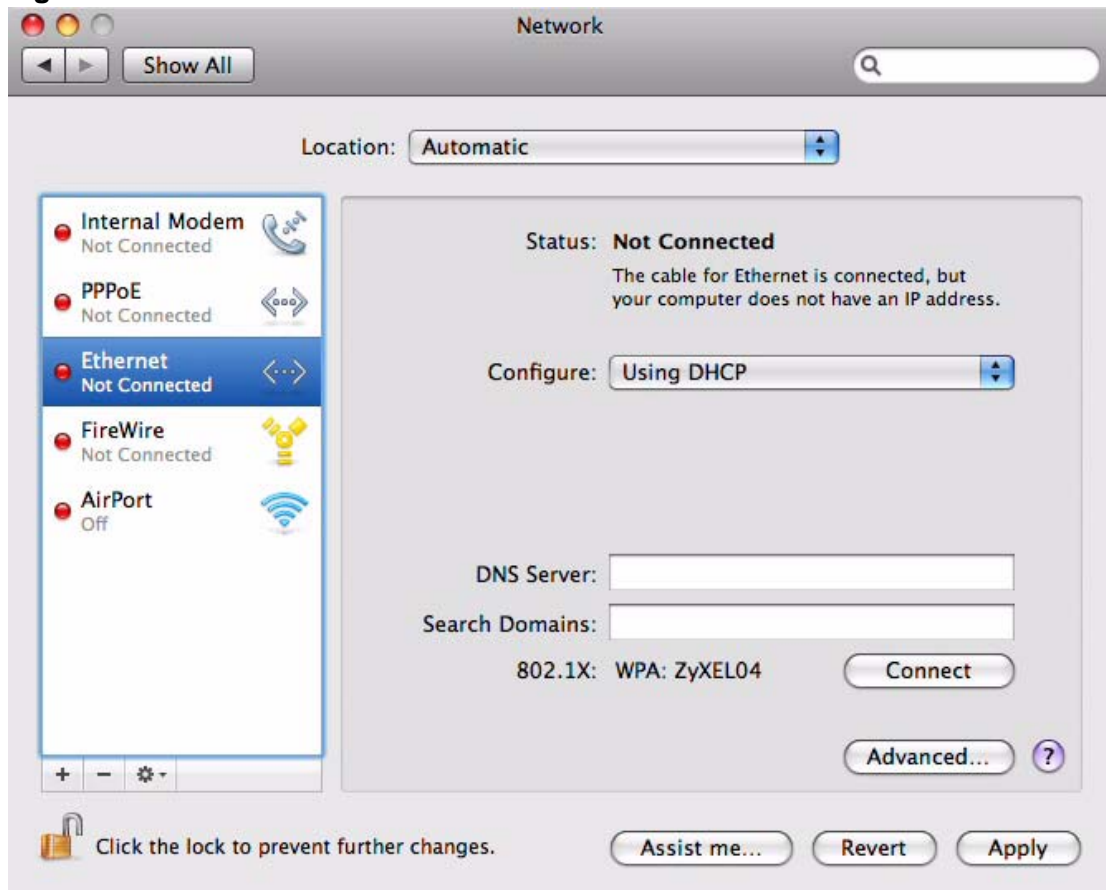 Network
Show All
Location: Automatic
Internal Modem
Not Connected
PPPoE
Not Connected
Ethernet
Not Connected
FireWire
Not Connected
AirPort
Off
Status: Not Connected
The cable for Ethernet is connected, but
your computer does not have an IP address.
Configure: Using DHCP
DNS Server:
Search Domains:
802.1X: WPA: ZyXEL04 Connect
Advanced... ?
+ −
Click the lock to prevent further changes.
Assist me... Revert Apply